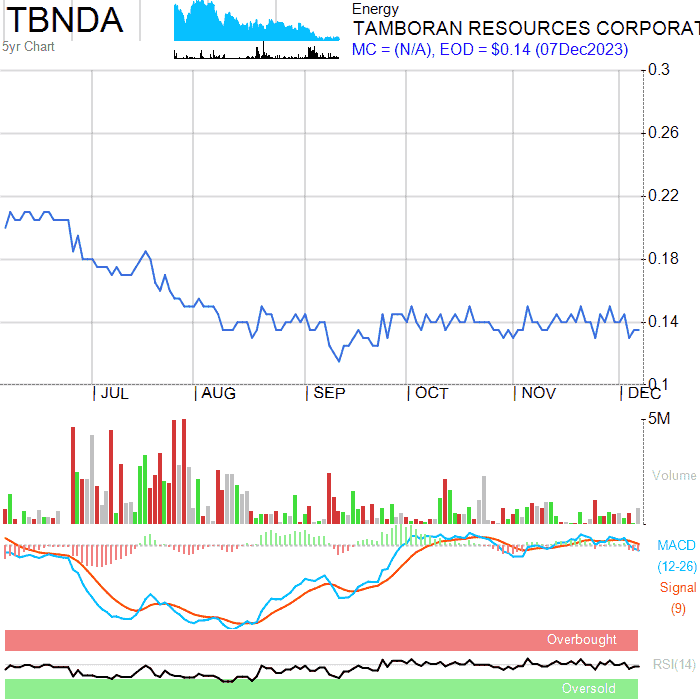 TBNDA
5yr Chart
Energy
TAMBORAN RESOURCES CORPORAT
MC = (N/A), EOD = $0.14 (07Dec2023)
0.3
0.26
0.22
0.18
0.14
0.1
JUL AUG SEP OCT NOV DEC
5M
Volume
MACD
(12-26)
Signal
(9)
Overbought
RSI(14)
Oversold